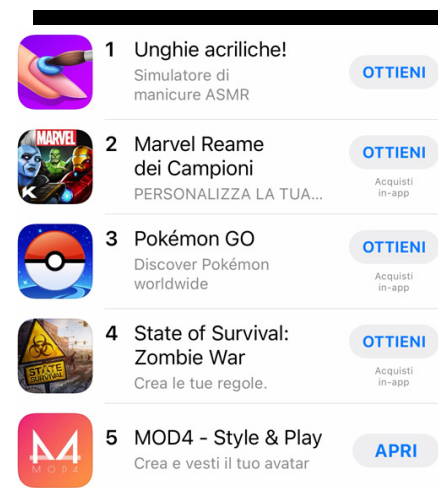 1 Unghie acriliche!
Simulatore di
manicure ASMR
OTTIENI
MARVEL
K
2 Marvel Reame
dei Campioni
PERSONALIZZA LA TUA...
OTTIENI
Acquisti
in-app
3 Pokémon GO
Discover Pokémon
worldwide
OTTIENI
Acquisti
in-app
STATE
SURVIVAL
4 State of Survival:
Zombie War
Crea le tue regole.
OTTIENI
Acquisti
in-app
M4
MOD4
5 MOD4 - Style & Play
Crea e vesti il tuo avatar
APRI